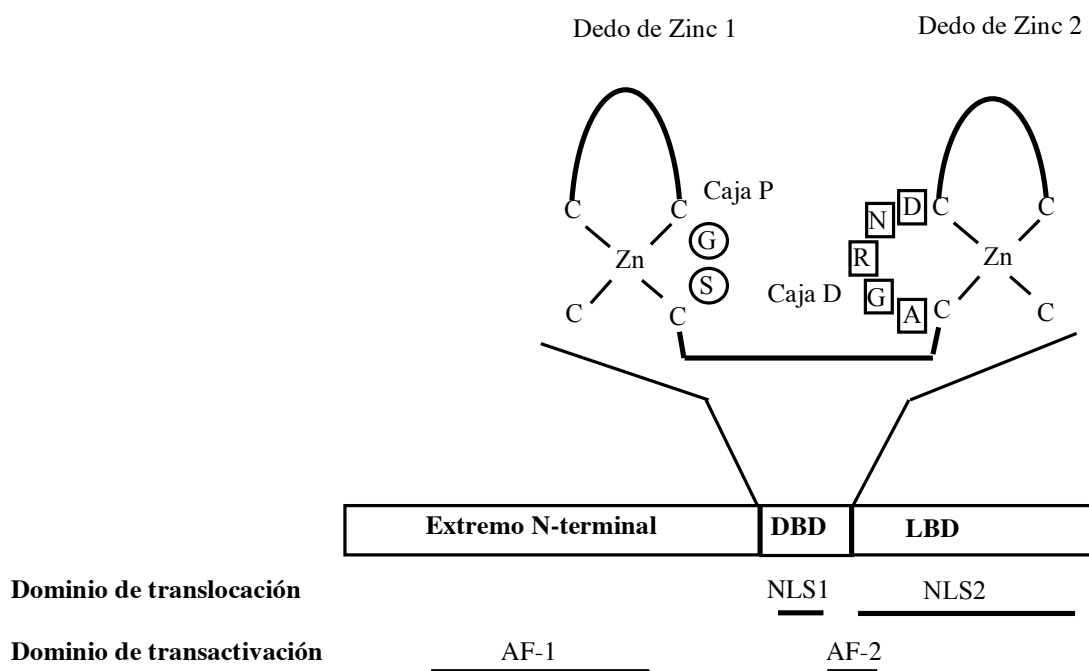 Dedo de Zinc 1
Dedo de Zinc 2
Caja P
C
C
G
S
Zn
C
C
Caja D
D
N
R
G
A
C
C
Zn
C
C
Extremo N-terminal
DBD
LBD
Dominio de translocación
NLS1
NLS2
Dominio de transactivación
AF-1
AF-2